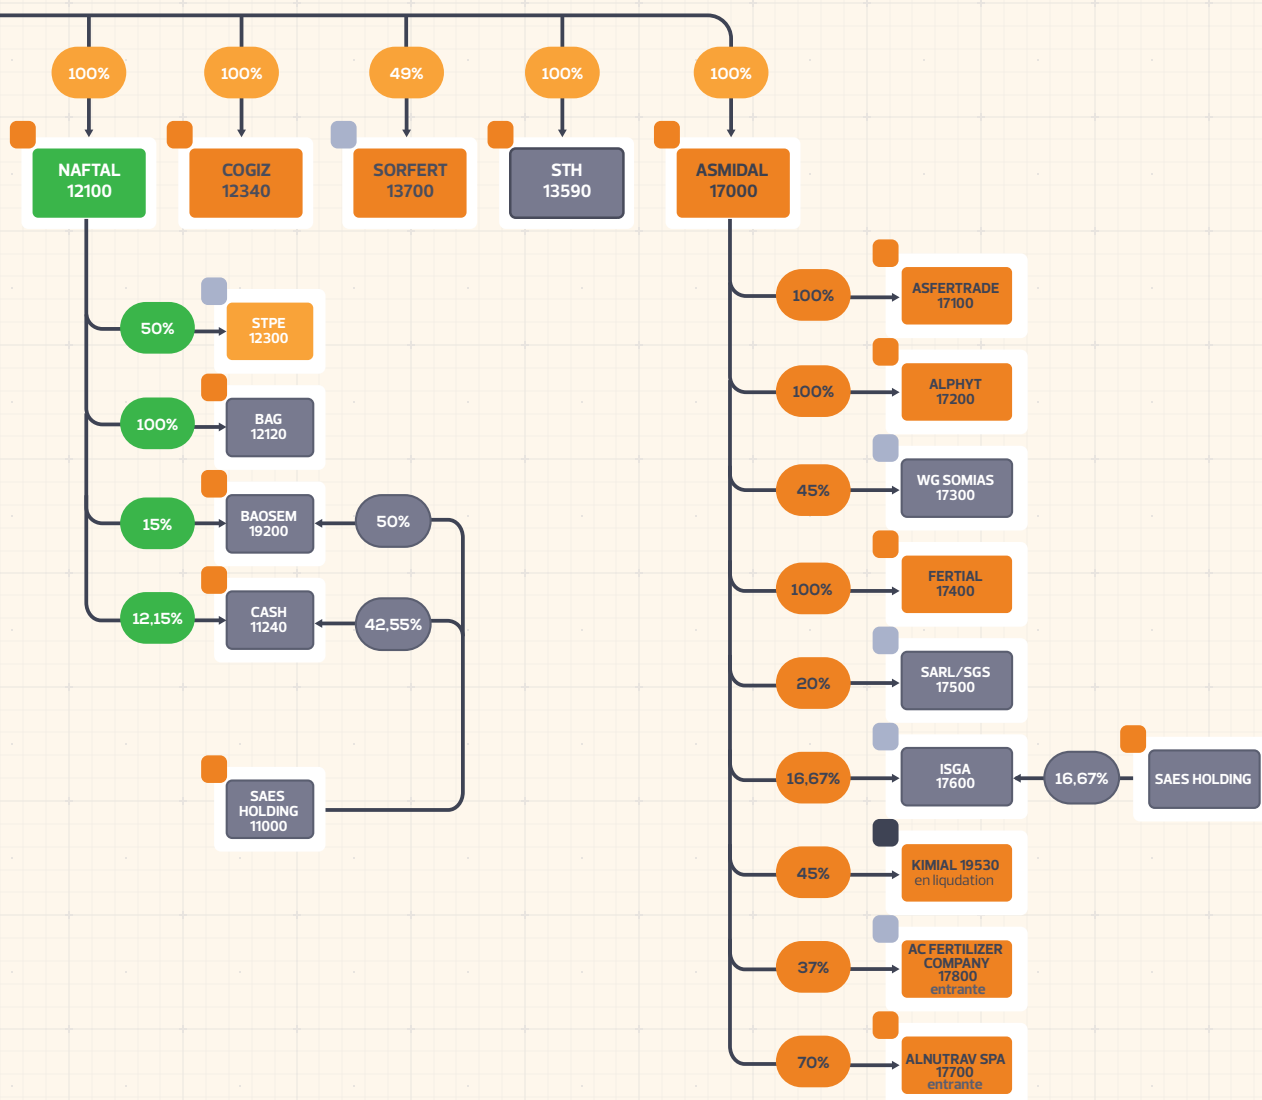 100%
100%
49%
100%
100%
NAFTAL
12100
COGIZ
12340
SORFERT
13700
STH
13590
ASMIDAL
17000
50%
STPE
12300
100%
BAG
12120
15%
BAOSEM
19200
50%
12,15%
CASH
11240
42,55%
SAES
HOLDING
11000
100%
ASFERTRADE
17100
100%
ALPHYT
17200
45%
WG SOMIAS
17300
100%
FERTIAL
17400
20%
SARL/SGS
17500
16,67%
ISGA
17600
16,67%
SAES HOLDING
45%
KIMIAL 19530
en liqudation
37%
AC FERTILIZER
COMPANY
17800
entrante
70%
ALNUTRAV SPA
17700
entrante